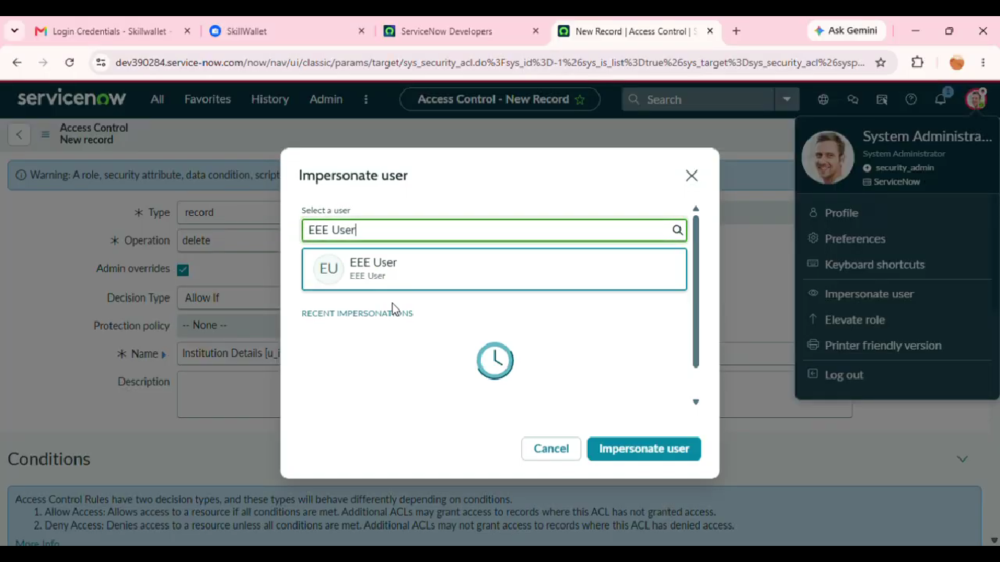 Login Credentials - Skillwallet -
SkillWallet
ServiceNow Developers
New Record | Access Control | S
Ask Gemini
dev390284.service-now.com/now/nav/ui/classic/params/target/sys_security_acl.do%3Fsys_id%3D-1%26sys_is_list%3Dtrue%26sys_target%3Dsys_security_acl%26sysp...
servicenow
All
Favorites
History
Admin
Access Control - New Record
Search
Access Control
New record
Warning: A role, security attribute, data condition, script
* Type
record
* Operation
delete
Admin overrides
Decision Type
Allow If
Protection policy
-- None --
* Name
Institution Details [u_i
Description
Impersonate user
Select a user
EEE User
EU
EEE User
EEE User
RECENT IMPERSONATIONS
Cancel
Impersonate user
System Administra...
System Administrator
security_admin
ServiceNow
Profile
Preferences
Keyboard shortcuts
Impersonate user
Elevate role
Printer friendly version
Log out
Conditions
Access Control Rules have two decision types, and these types will behave differently depending on conditions.
1. Allow Access: Allows access to a resource if all conditions are met. Additional ACLs may grant access to records where this ACL has not granted access.
2. Deny Access: Denies access to a resource unless all conditions are met. Additional ACLs may not grant access to records where this ACL has denied access.
More Info